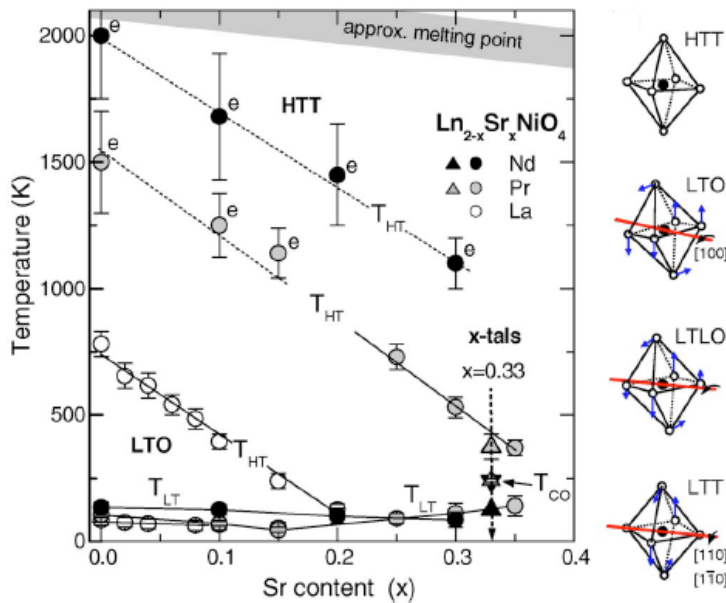 approx. melting point
HTT
Ln2-xSrxNiO4
Nd
Pr
La
e
e
e
e
e
e
e
THT
THT
THT
x-tals
x=0.33
LTO
TLT
TLT
TCO
2000
1500
1000
500
0
Temperature (K)
0.0 0.1 0.2 0.3 0.4
Sr content (x)
HTT
LTO
[100]
LTLO
LTT
[110]
[11̄0]